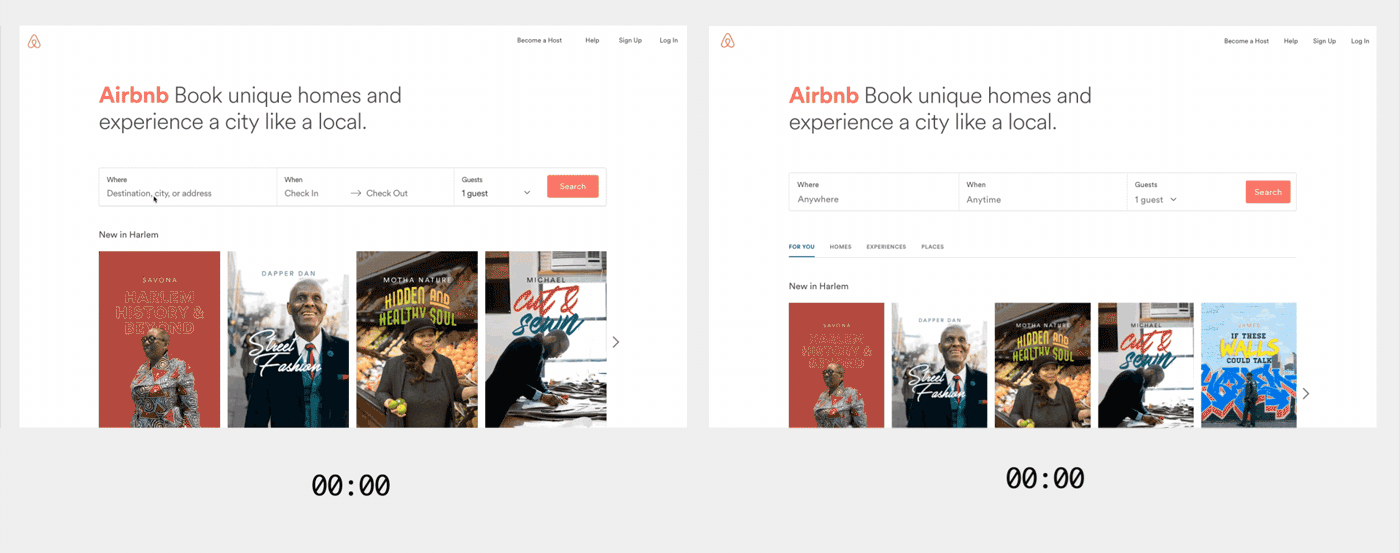 Become a Host Help Sign Up Log In
Airbnb Book unique homes and
experience a city like a local.
Where
Destination, city, or address
When
Check In → Check Out
Guests
1 guest
Search
New in Harlem
SAVONA
HARLEM
HISTORY &
BEYOND
DAPPER DAN
Street
Fashion
MOTHA NATURE
HIDDEN AND
HEALTHY SOUL
MICHAEL
CUT &
SEWN
00:00
Become a Host Help Sign Up Log In
Airbnb Book unique homes and
experience a city like a local.
Where
Anywhere
When
Anytime
Guests
1 guest
Search
FOR YOU HOMES EXPERIENCES PLACES
New in Harlem
SAVONA
HARLEM
HISTORY &
BEYOND
DAPPER DAN
Street
Fashion
MOTHA NATURE
HIDDEN AND
HEALTHY SOUL
MICHAEL
CUT &
SEWN
JAMES
IF THESE
WALLS
COULD TALK
00:00